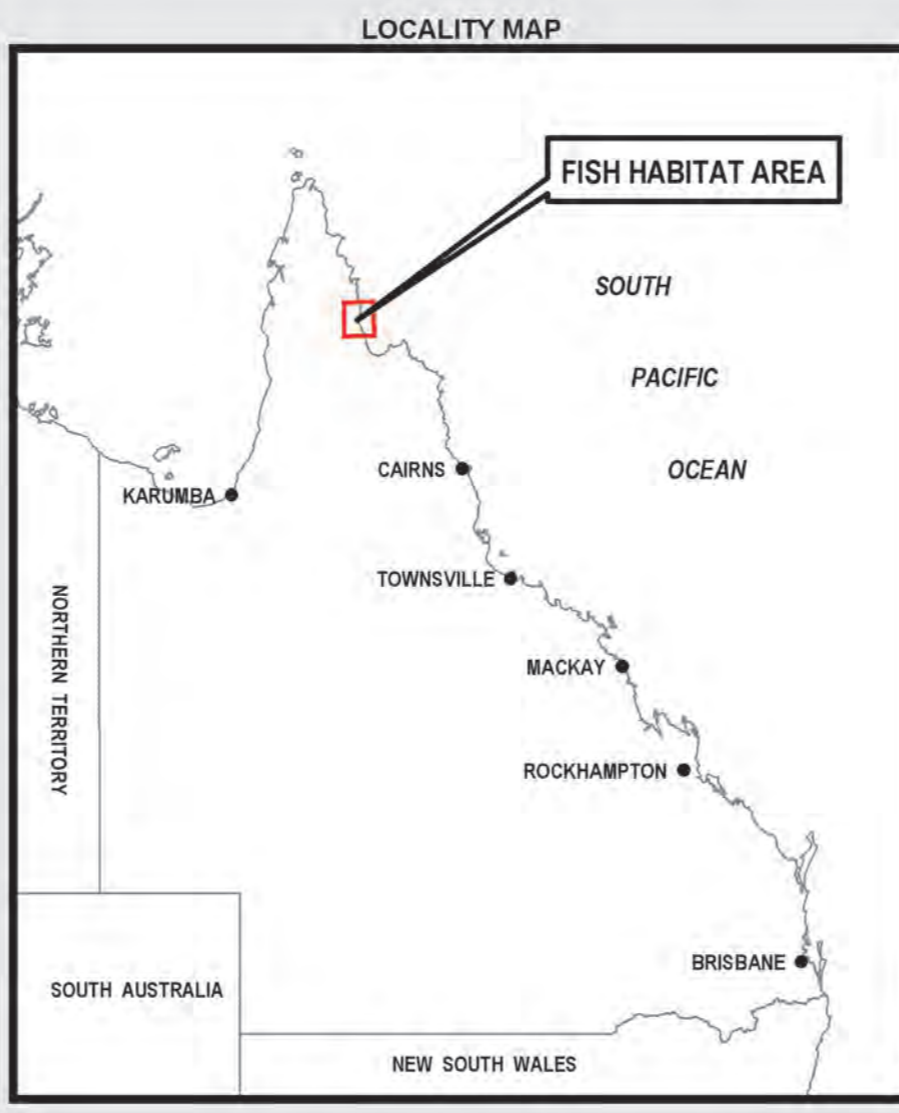 LOCALITY MAP
FISH HABITAT AREA
SOUTH
PACIFIC
OCEAN
CAIRNS
KARUMBA
TOWNSVILLE
NORTHERN TERRITORY
MACKAY
ROCKHAMPTON
BRISBANE
SOUTH AUSTRALIA
NEW SOUTH WALES